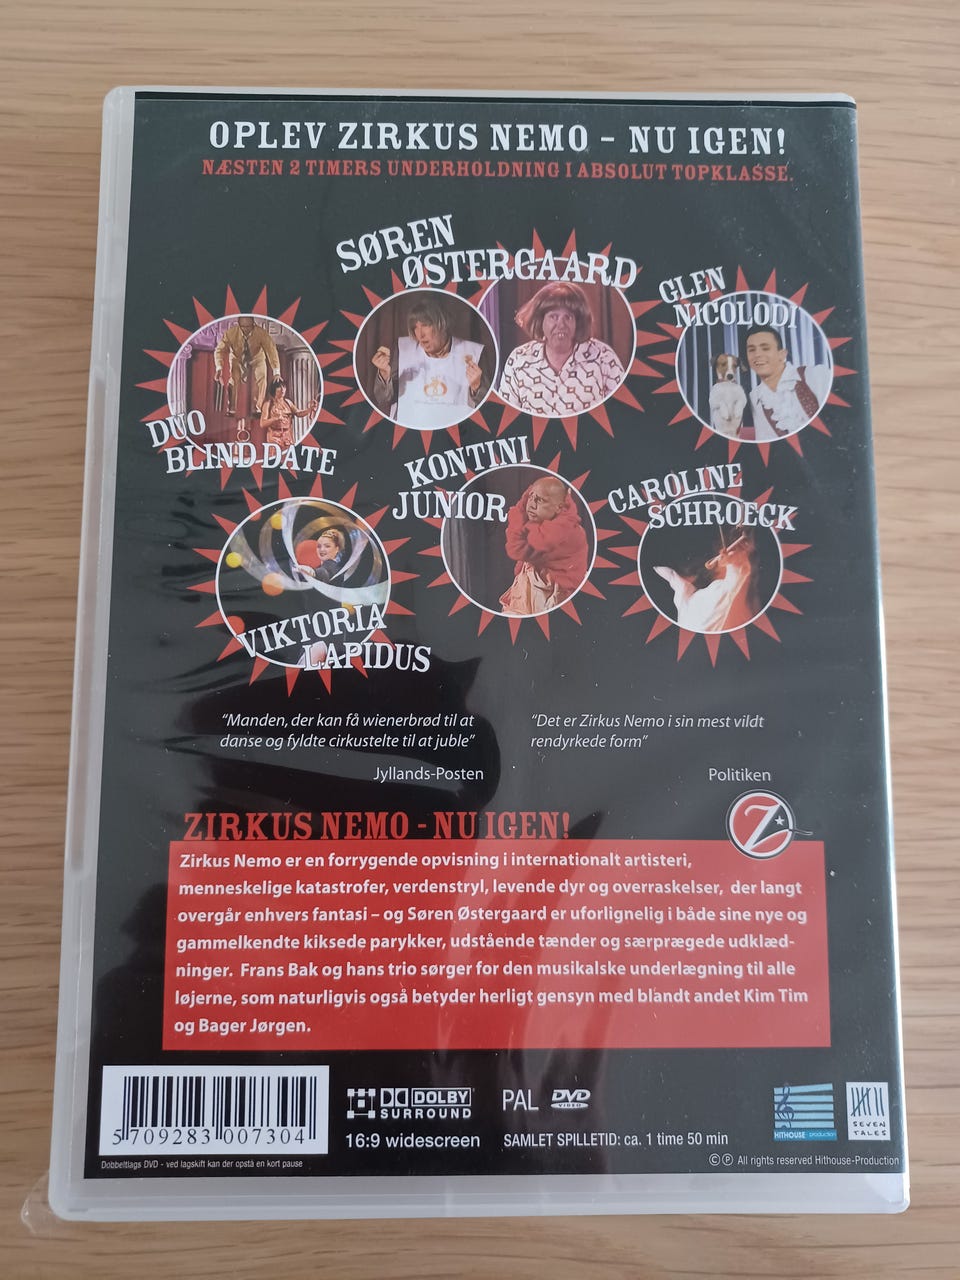 OPLEV ZIRKUS NEMO – NU IGEN!
NÆSTEN 2 TIMERS UNDERHOLDNING I ABSOLUT TOPKLASSE.
SØREN
ØSTERGAARD
GLEN
NICOLODI
DUO
BLIND DATE
KONTINI
JUNIOR
CAROLINE
SCHROECK
VIKTORIA
LAPIDUS
"Manden, der kan få wienerbrød til at
danse og fyldte cirkustelte til at juble"
Jyllands-Posten
"Det er Zirkus Nemo i sin mest vildt
rendyrkede form"
Politiken
Z
ZIRKUS NEMO - NU IGEN!
Zirkus Nemo er en forrygende opvisning i internationalt artisteri,
menneskelige katastrofer, verdenstryl, levende dyr og overraskelser, der langt
overgår enhvers fantasi – og Søren Østergaard er uforlignelig i både sine nye og
gammelkendte kiksede parykker, udstående tænder og særprægede udklæd-
ninger. Frans Bak og hans trio sørger for den musikalske underlægning til alle
løjerne, som naturligvis også betyder herligt gensyn med blandt andet Kim Tim
og Bager Jørgen.
5 709283 007304
Dobbeltlags DVD - ved lagskift kan der opstå en kort pause
DOLBY
SURROUND
16:9 widescreen
PAL DVD
VIDEO
SAMLET SPILLETID: ca. 1 time 50 min
HITHOUSE production
SEVEN
TALES
© ℗ All rights reserved Hithouse-Production